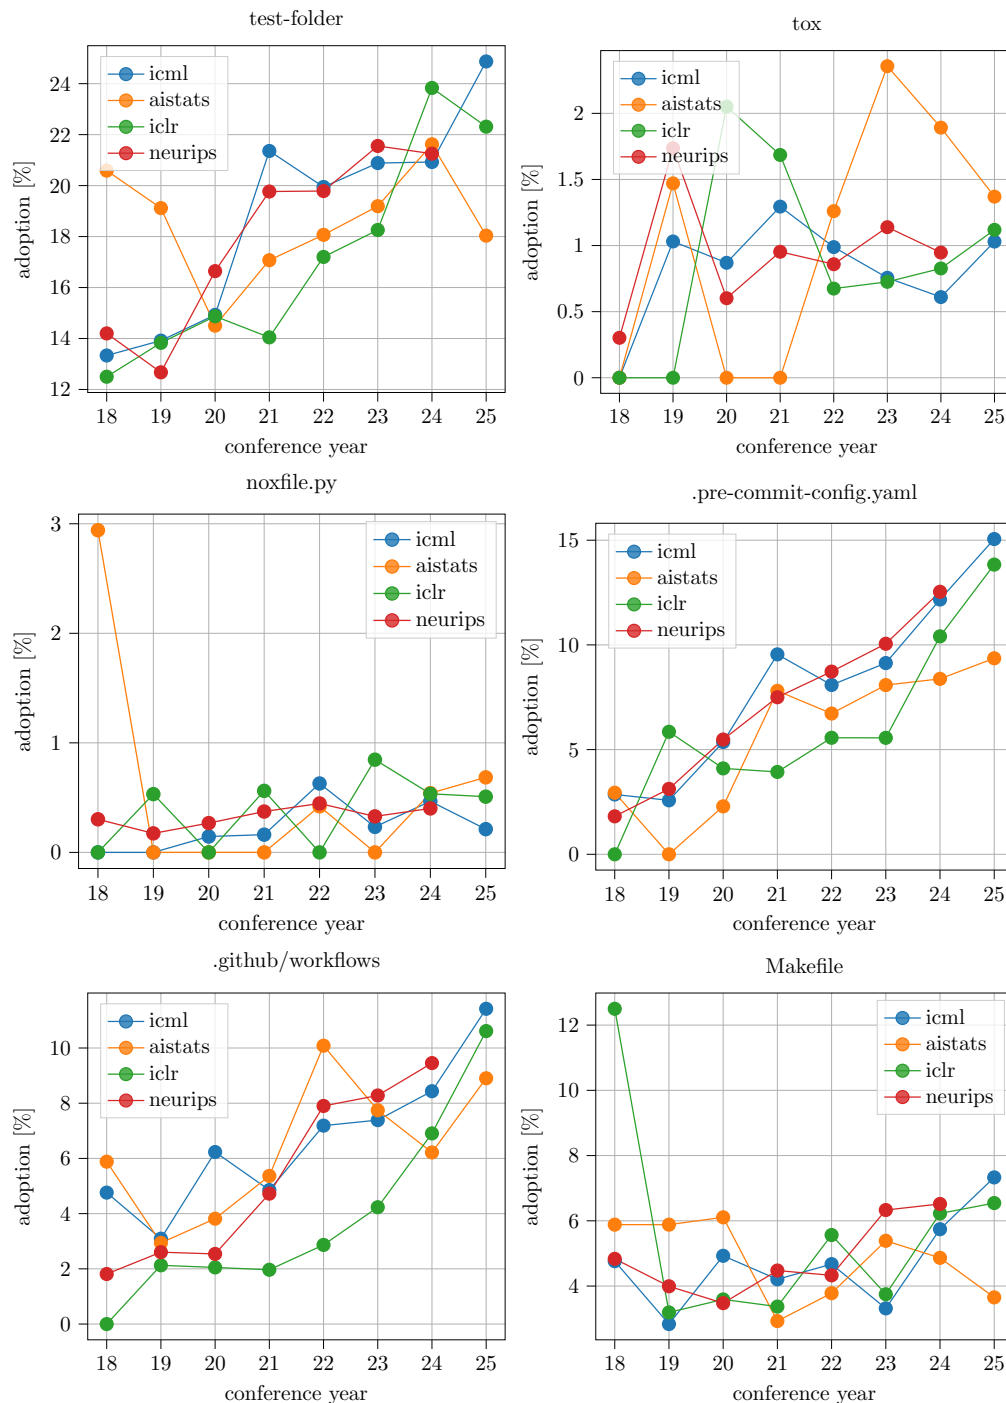 test-folder
24
22
20
18
16
14
12
adoption [%]
icml
aistats
iclr
neurips
18 19 20 21 22 23 24 25
conference year
tox
2
1.5
1
0.5
0
adoption [%]
icml
aistats
iclr
neurips
18 19 20 21 22 23 24 25
conference year
noxfile.py
3
2
1
0
adoption [%]
icml
aistats
iclr
neurips
18 19 20 21 22 23 24 25
conference year
.pre-commit-config.yaml
15
10
5
0
adoption [%]
icml
aistats
iclr
neurips
18 19 20 21 22 23 24 25
conference year
.github/workflows
10
8
6
4
2
0
adoption [%]
icml
aistats
iclr
neurips
18 19 20 21 22 23 24 25
conference year
Makefile
12
10
8
6
4
adoption [%]
icml
aistats
iclr
neurips
18 19 20 21 22 23 24 25
conference year